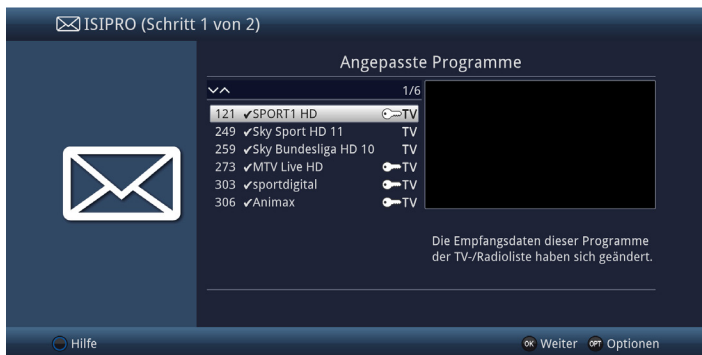 ISIPRO (Schritt 1 von 2)
Angepasste Programme
1/6
121 ✔SPORT1 HD TV
249 ✔Sky Sport HD 11 TV
259 ✔Sky Bundesliga HD 10 TV
273 ✔MTV Live HD TV
303 ✔sportdigital TV
306 ✔Animax TV
Die Empfangsdaten dieser Programme
der TV-/Radioliste haben sich geändert.
Hilfe OK Weiter OPT Optionen